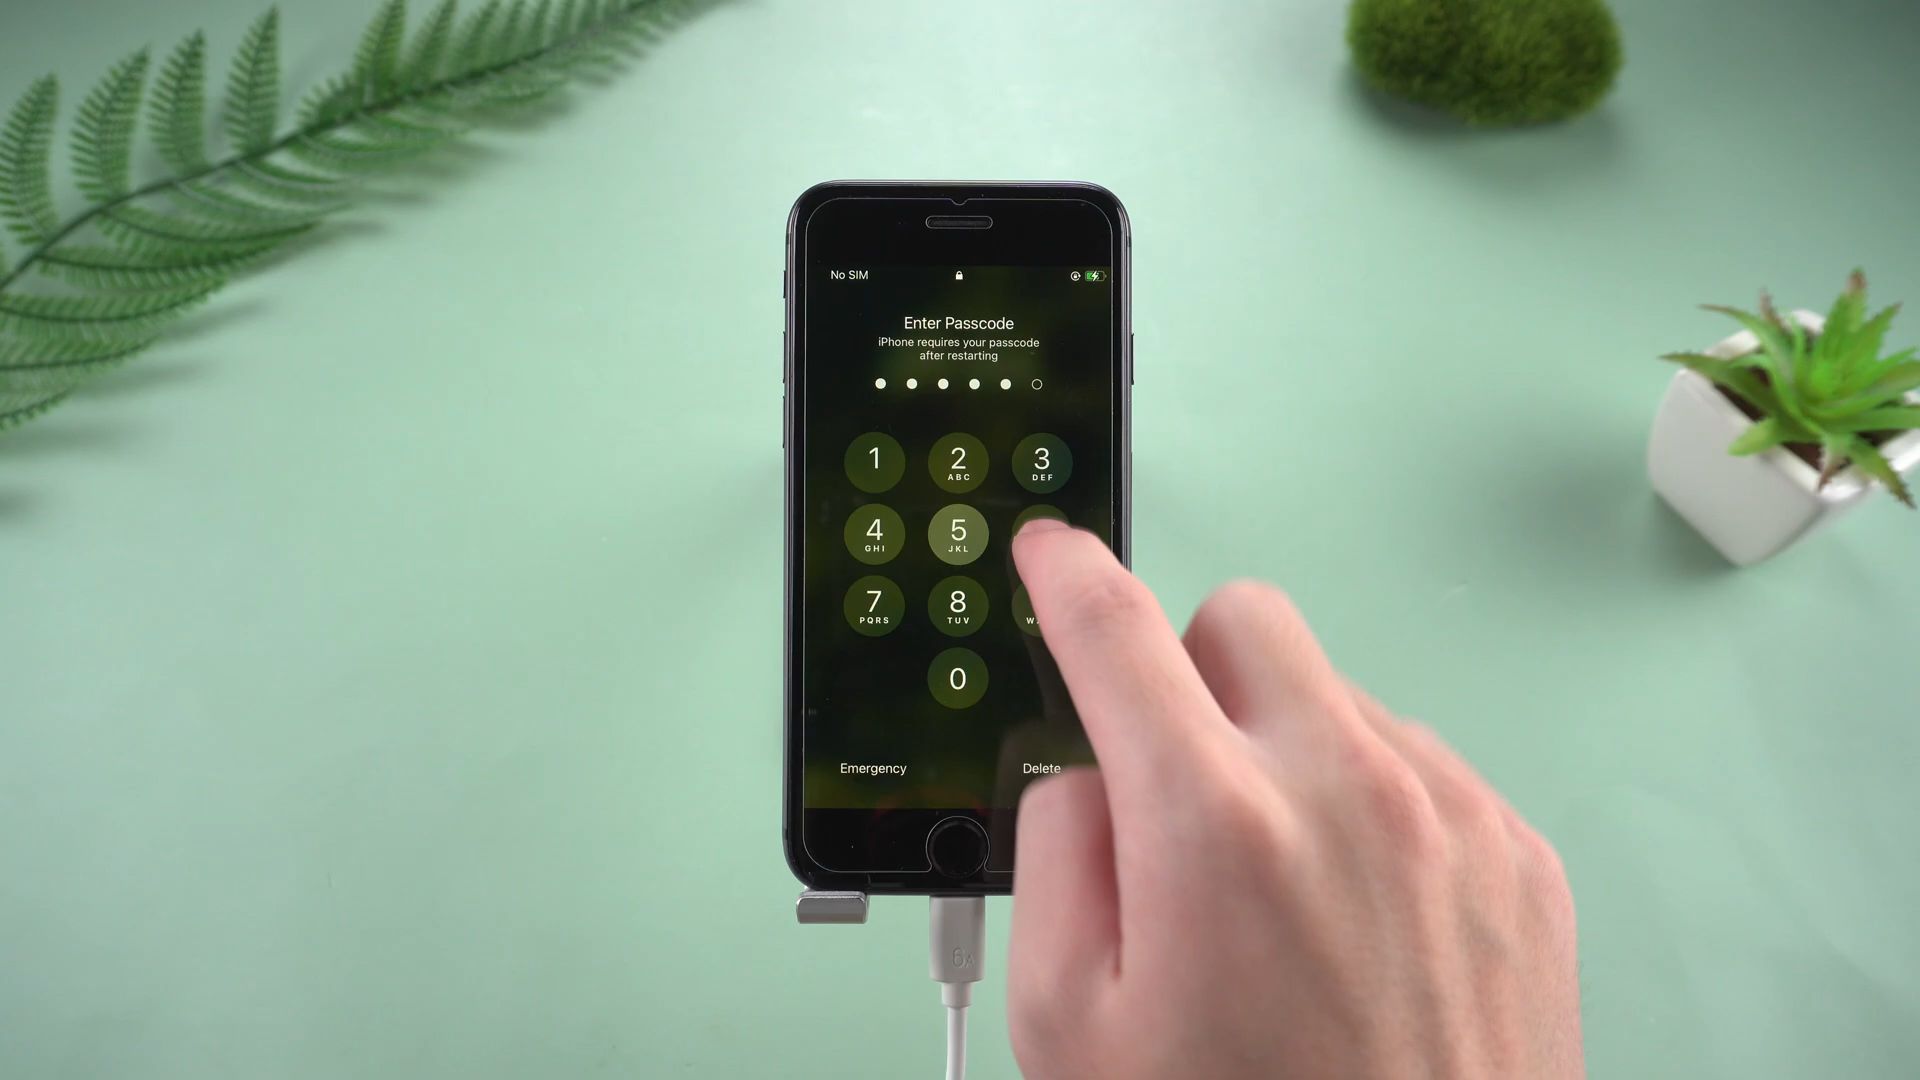 No SIM
Enter Passcode
iPhone requires your passcode
after restarting
1 2 3
ABC DEF
4 5
GHI JKL
7 8
PQRS TUV
0
Emergency Delete
6A